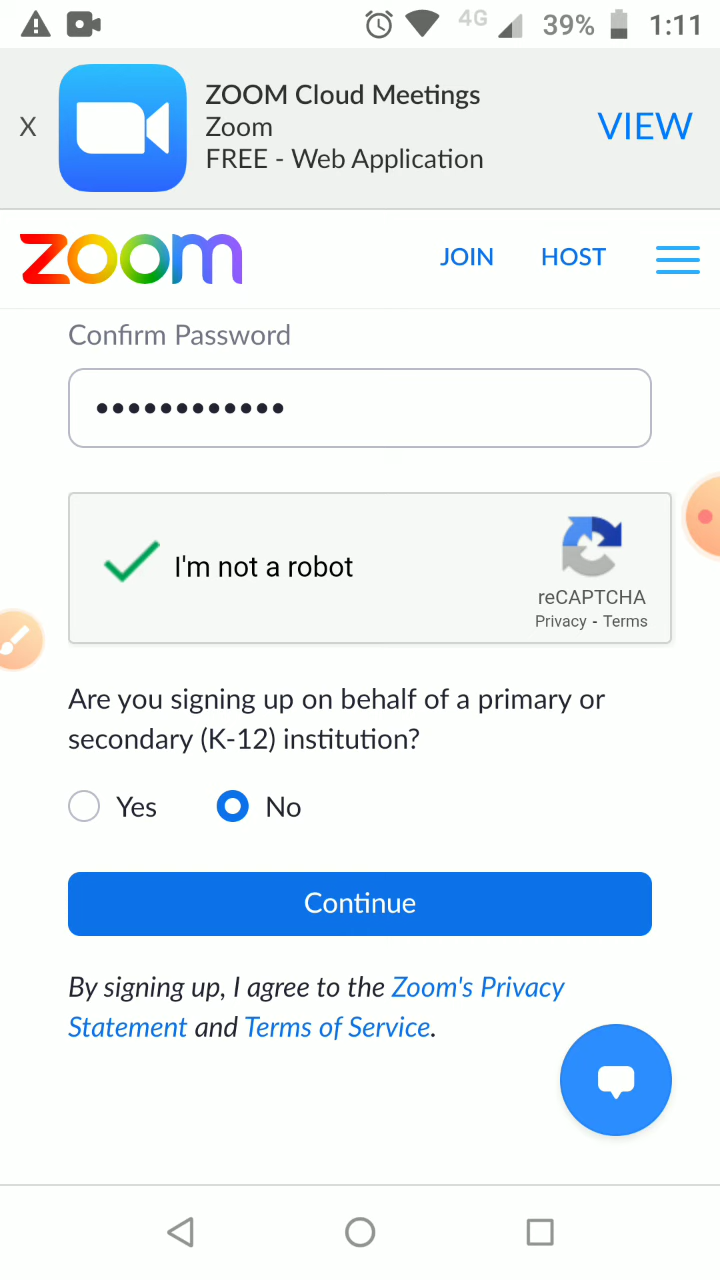 4G 39% 1:11
X
ZOOM Cloud Meetings
Zoom
FREE - Web Application
VIEW
zoom JOIN HOST
Confirm Password
••••••••••••
I'm not a robot
reCAPTCHA
Privacy - Terms
Are you signing up on behalf of a primary or
secondary (K-12) institution?
Yes No
Continue
By signing up, I agree to the Zoom's Privacy
Statement and Terms of Service.